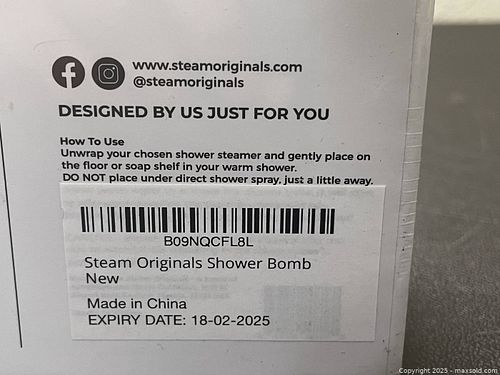 www.steamoriginals.com
@steamoriginals
DESIGNED BY US JUST FOR YOU
How To Use
Unwrap your chosen shower steamer and gently place on
the floor or soap shelf in your warm shower.
DO NOT place under direct shower spray, just a little away.
B09NQCFL8L
Steam Originals Shower Bomb
New
Made in China
EXPIRY DATE: 18-02-2025
Copyright 2025 - maxsold.com